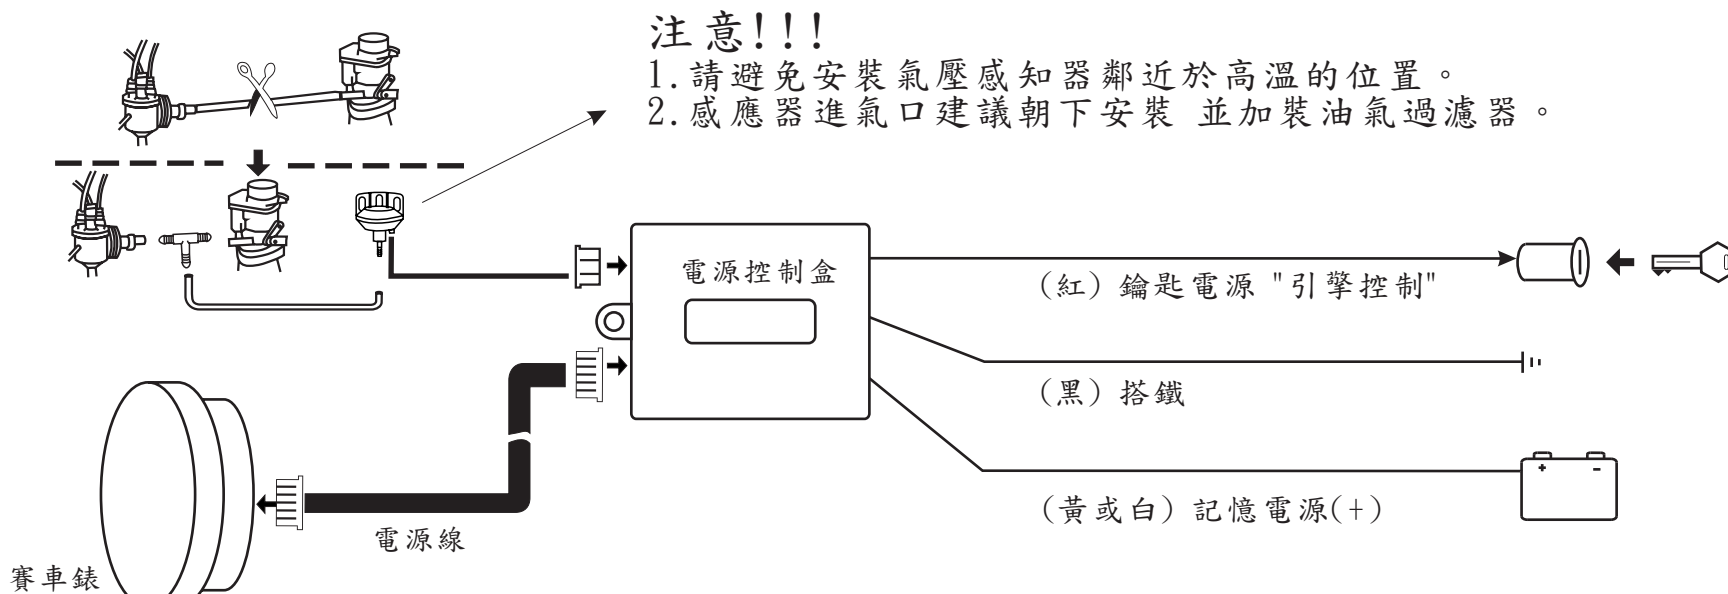 注意!!!
1.請避免安裝氣壓感知器鄰近於高溫的位置。
2.感應器進氣口建議朝下安裝 並加裝油氣過濾器。
電源控制盒
(紅) 鑰匙電源 "引擎控制"
(黑) 搭鐵
+ -
(黃或白) 記憶電源(+)
電源線
賽車錶